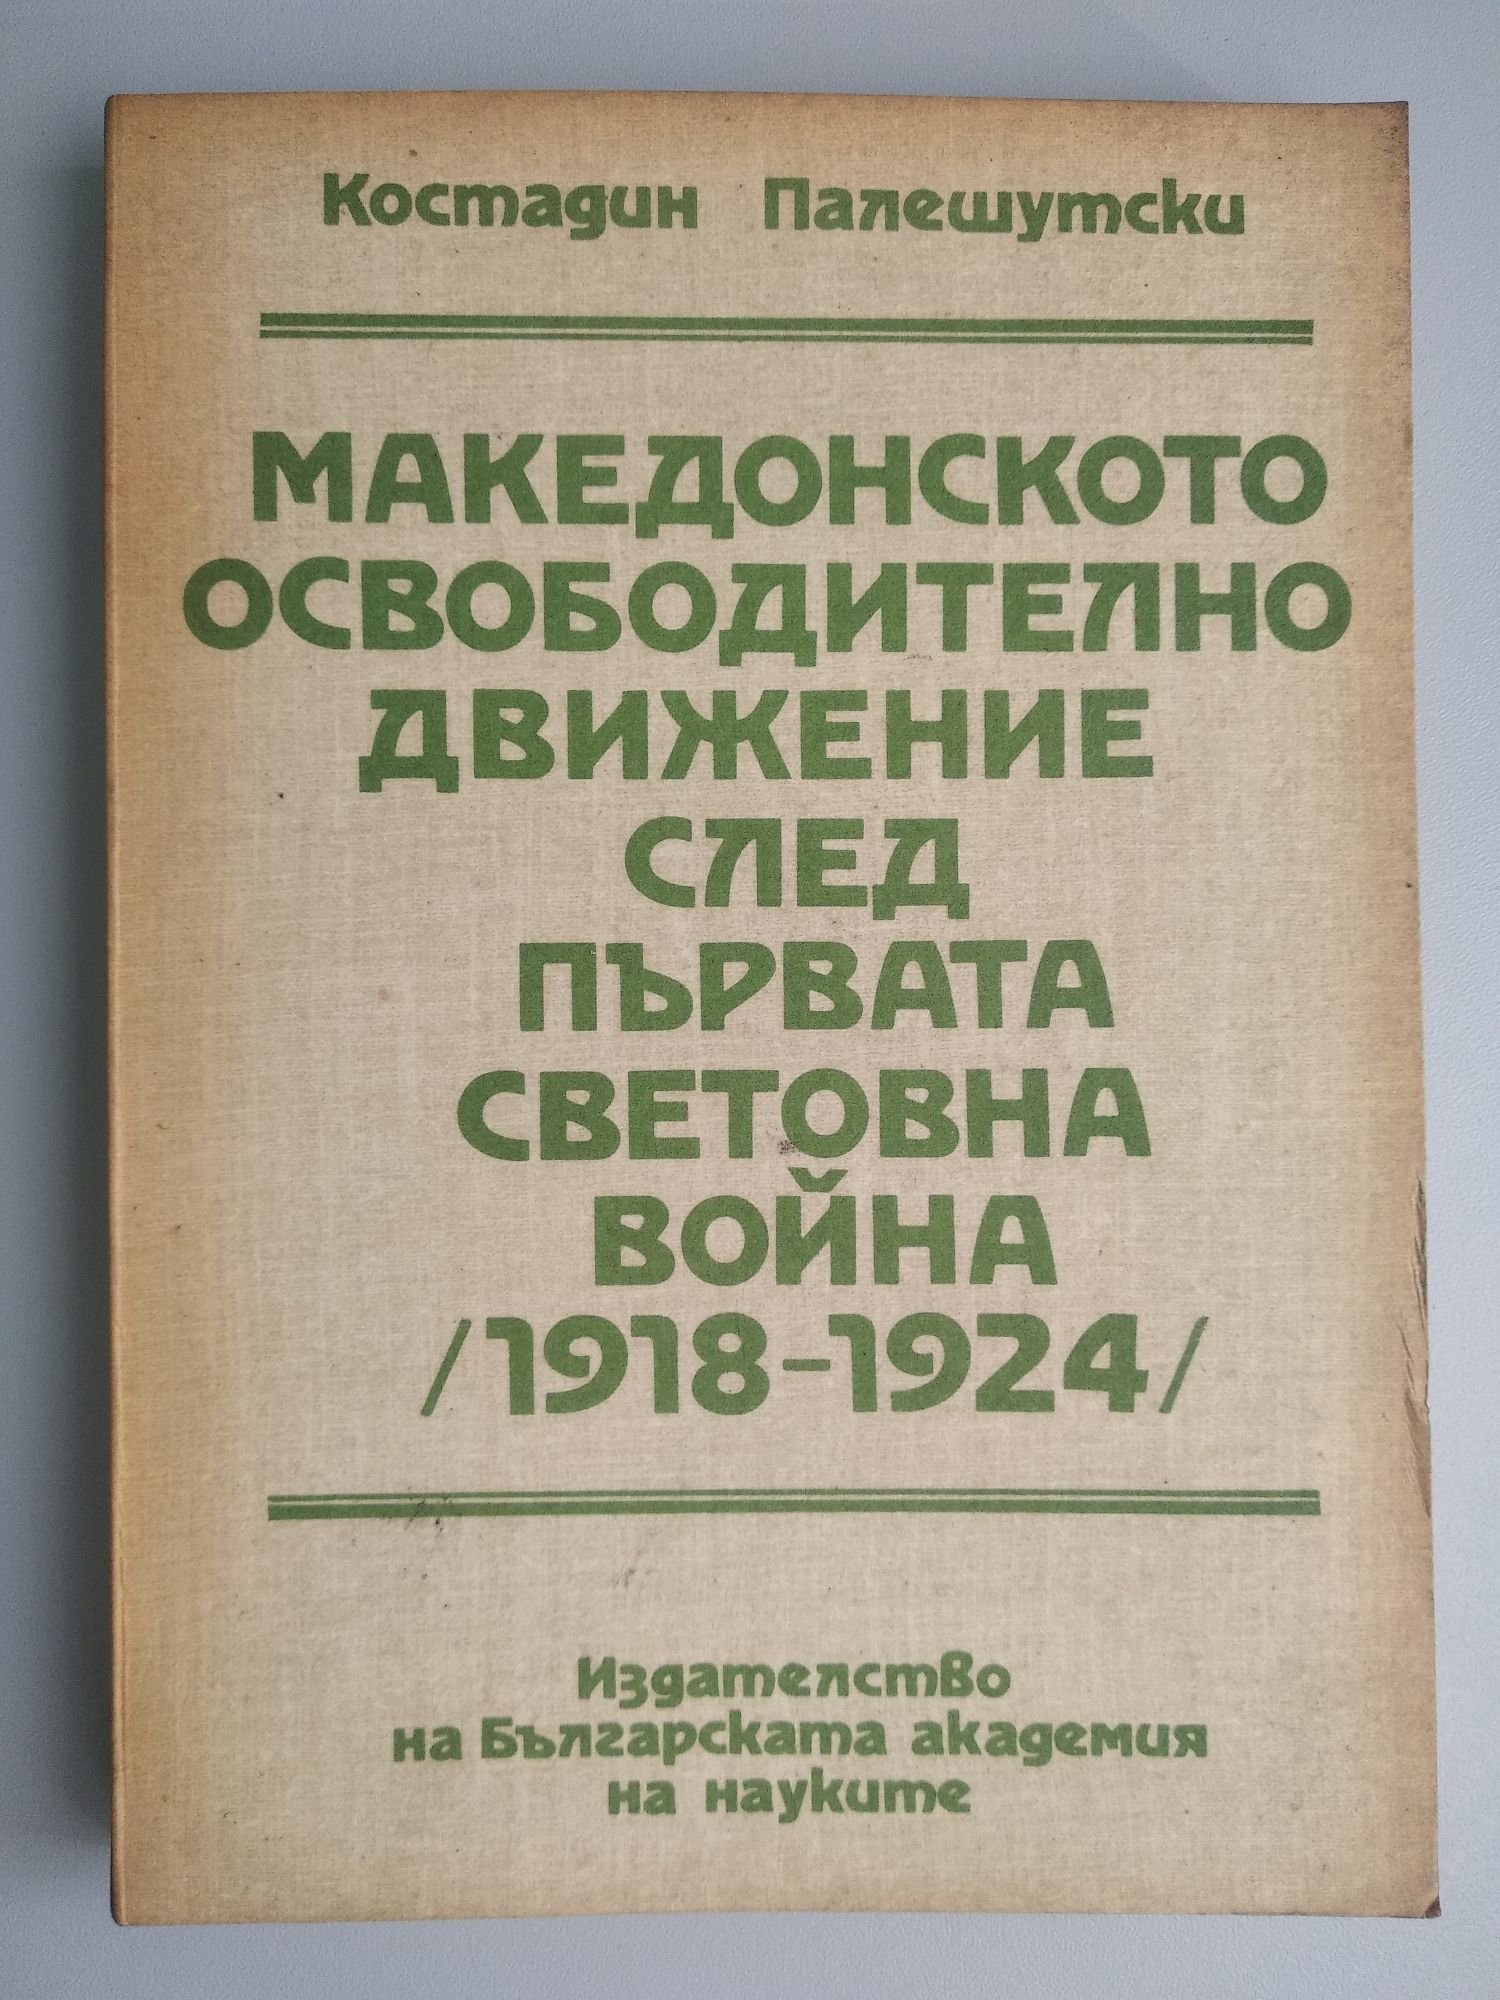 Костадин Палешутски
МАКЕДОНСКОТО
ОСВОБОДИТЕЛНО
ДВИЖЕНИЕ
СЛЕД
ПЪРВАТА
СВЕТОВНА
ВОЙНА
/1918-1924/
Издателство
на Българската академия
на науките